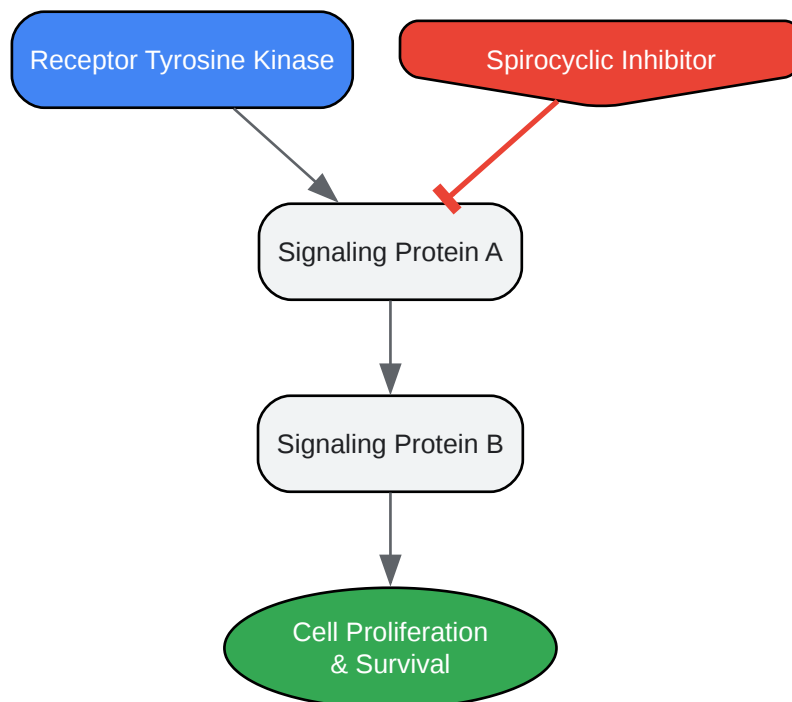 Receptor Tyrosine Kinase
Spirocyclic Inhibitor
Signaling Protein A
Signaling Protein B
Cell Proliferation
& Survival